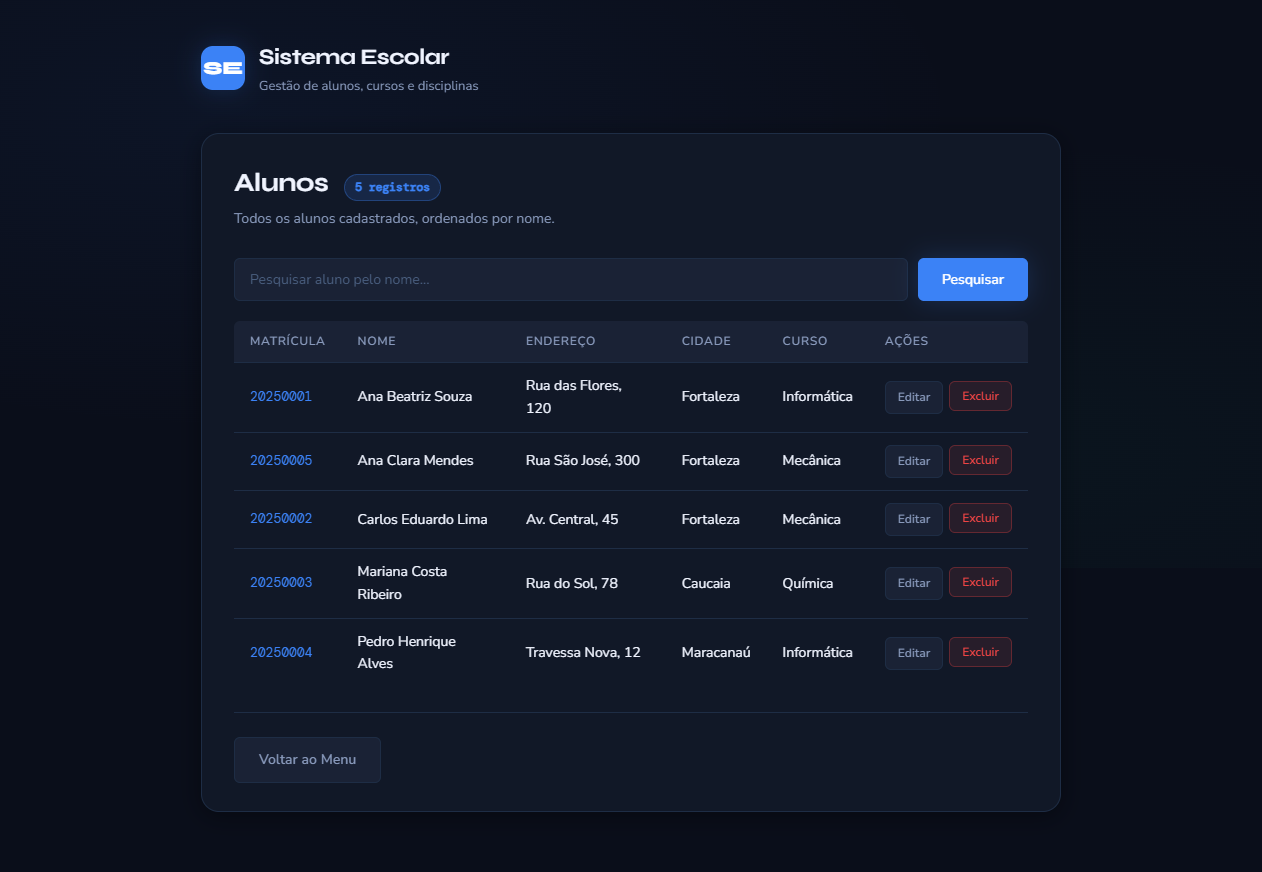 SE
Sistema Escolar
Gestão de alunos, cursos e disciplinas
Alunos 5 registros
Todos os alunos cadastrados, ordenados por nome.
Pesquisar aluno pelo nome... Pesquisar
MATRÍCULA NOME ENDEREÇO CIDADE CURSO AÇÕES
20250001 Ana Beatriz Souza Rua das Flores, 120 Fortaleza Informática Editar Excluir
20250005 Ana Clara Mendes Rua São José, 300 Fortaleza Mecânica Editar Excluir
20250002 Carlos Eduardo Lima Av. Central, 45 Fortaleza Mecânica Editar Excluir
20250003 Mariana Costa Ribeiro Rua do Sol, 78 Caucaia Química Editar Excluir
20250004 Pedro Henrique Alves Travessa Nova, 12 Maracanaú Informática Editar Excluir
Voltar ao Menu